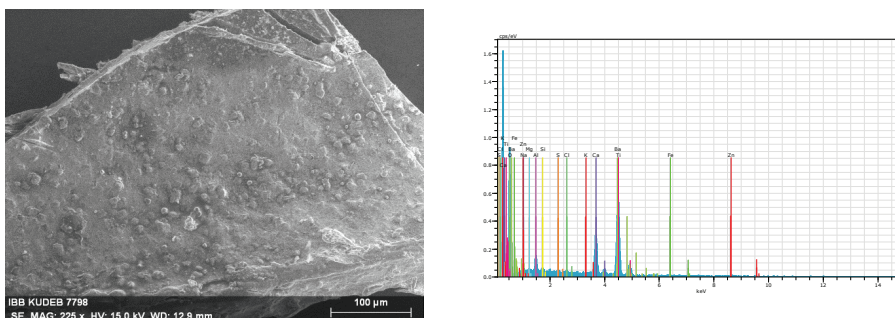 IBB KUDEB 7798
SE MAG: 225 x HV: 15.0 kV WD: 12.9 mm
100 µm
cps/eV
1.6
1.4
1.2
1.0
0.8
0.6
0.4
0.2
0.0
Fe
Ti Zn Ba
Ba Mg Si Ti
O Na Al S Cl K Ca Fe Zn
2 4 6 8 10 12 14
keV